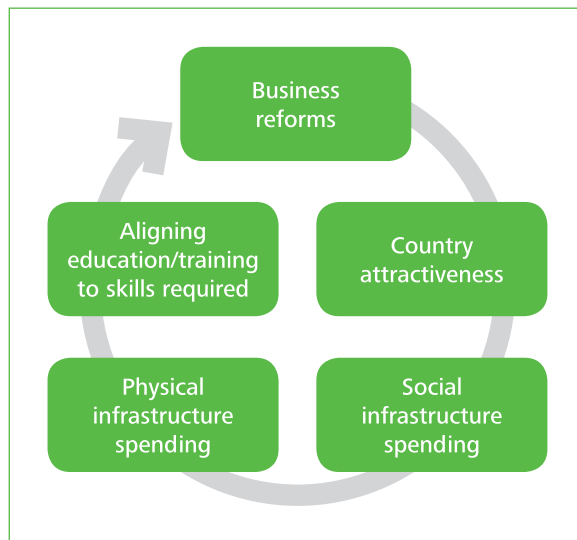 Business
reforms
Country
attractiveness
Social
infrastructure
spending
Physical
infrastructure
spending
Aligning
education/training
to skills required